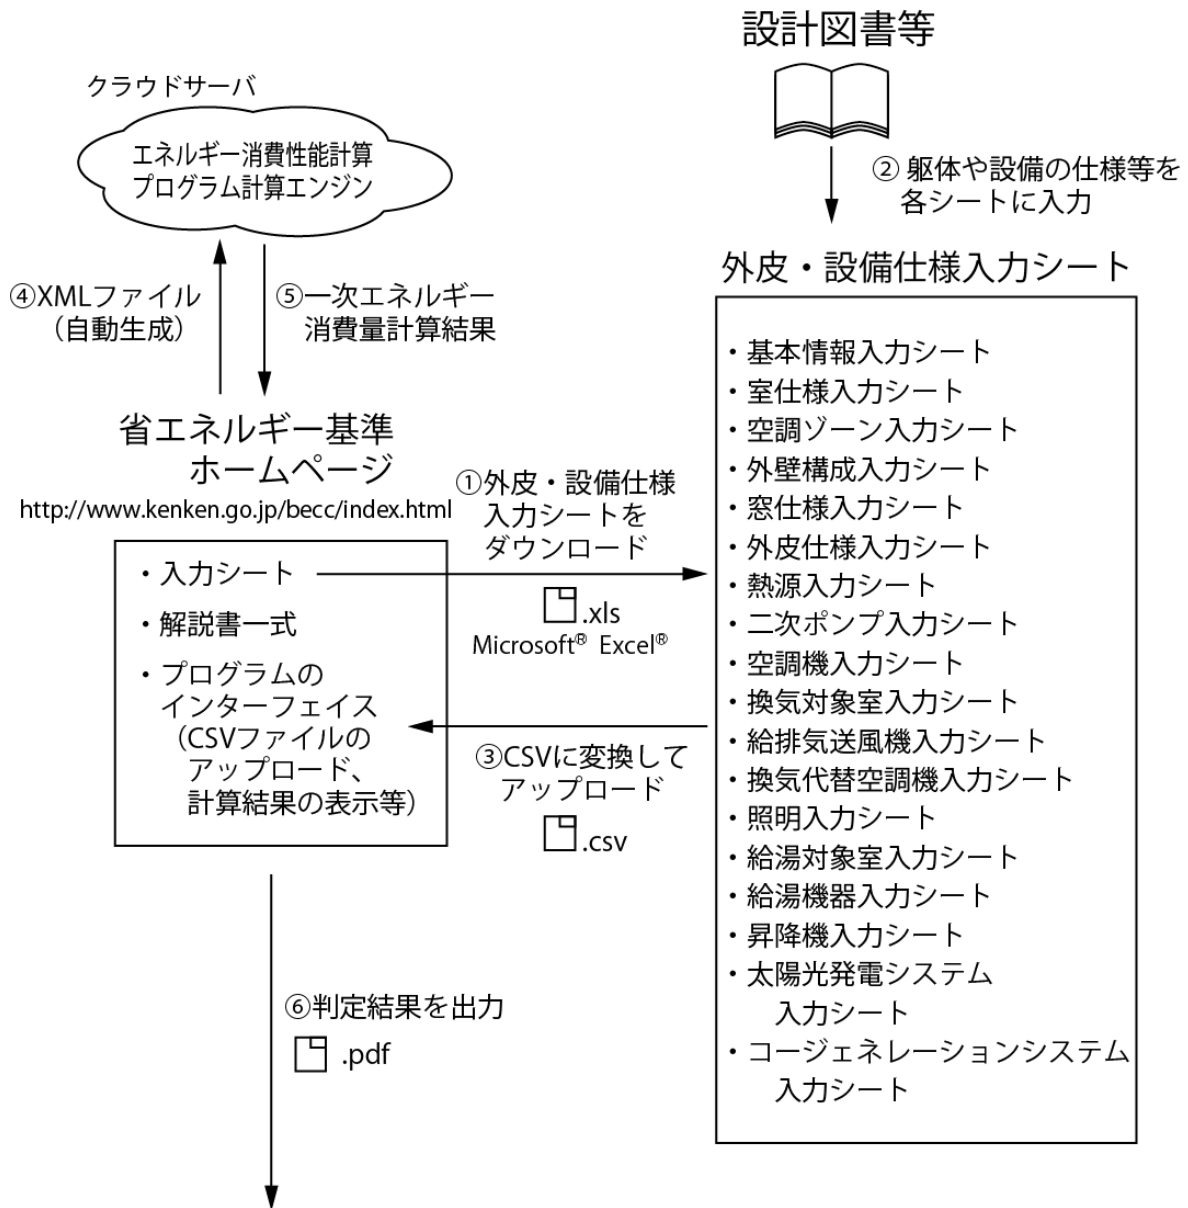 設計図書等
クラウドサーバ
エネルギー消費性能計算
プログラム計算エンジン
② 躯体や設備の仕様等を
各シートに入力
④XMLファイル
（自動生成）
⑤一次エネルギー
消費量計算結果
省エネルギー基準
ホームページ
http://www.kenken.go.jp/becc/index.html
・入力シート
・解説書一式
・プログラムの
インターフェイス
（CSVファイルの
アップロード、
計算結果の表示等）
①外皮・設備仕様
入力シートを
ダウンロード
.xls
Microsoft® Excel®
③CSVに変換して
アップロード
.csv
外皮・設備仕様入力シート
・基本情報入力シート
・室仕様入力シート
・空調ゾーン入力シート
・外壁構成入力シート
・窓仕様入力シート
・外皮仕様入力シート
・熱源入力シート
・二次ポンプ入力シート
・空調機入力シート
・換気対象室入力シート
・給排気送風機入力シート
・換気代替空調機入力シート
・照明入力シート
・給湯対象室入力シート
・給湯機器入力シート
・昇降機入力シート
・太陽光発電システム
入力シート
・コージェネレーションシステム
入力シート
⑥判定結果を出力
.pdf